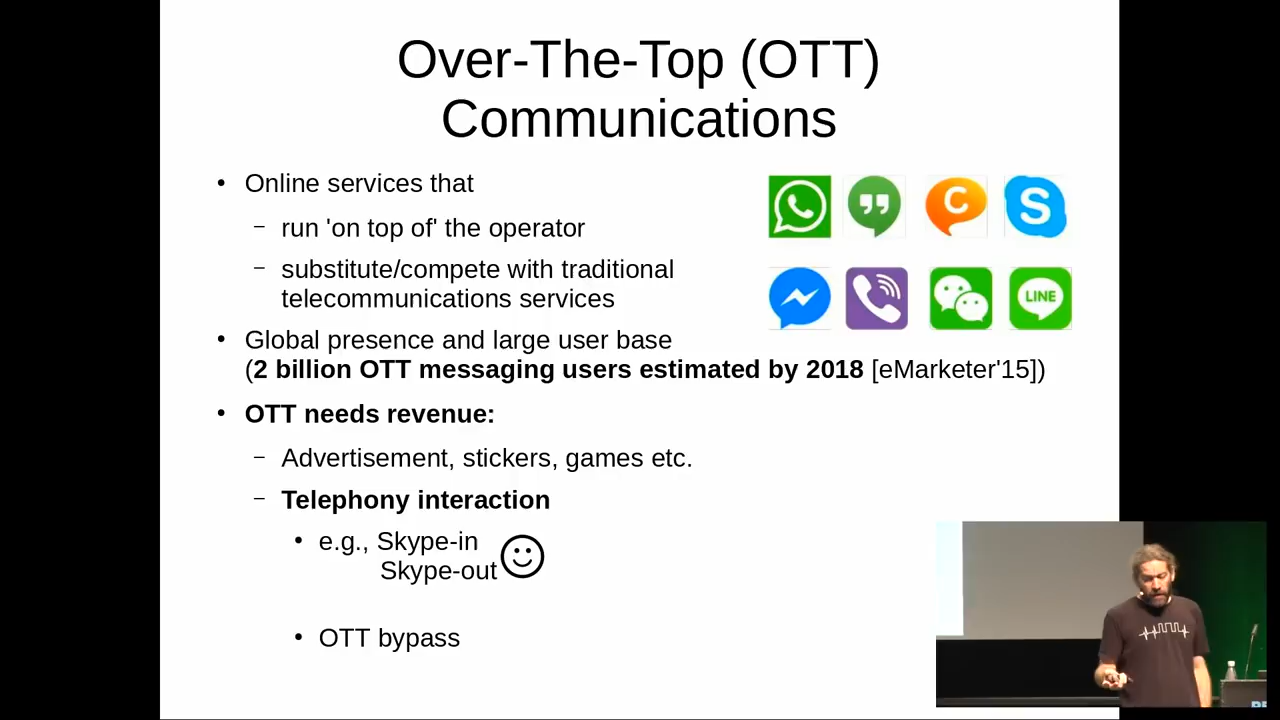 Over-The-Top (OTT)
Communications
• Online services that
– run 'on top of' the operator
– substitute/compete with traditional
telecommunications services
• Global presence and large user base
(2 billion OTT messaging users estimated by 2018 [eMarketer'15])
• OTT needs revenue:
– Advertisement, stickers, games etc.
– Telephony interaction
• e.g., Skype-in
Skype-out
• OTT bypass
C
S
LINE